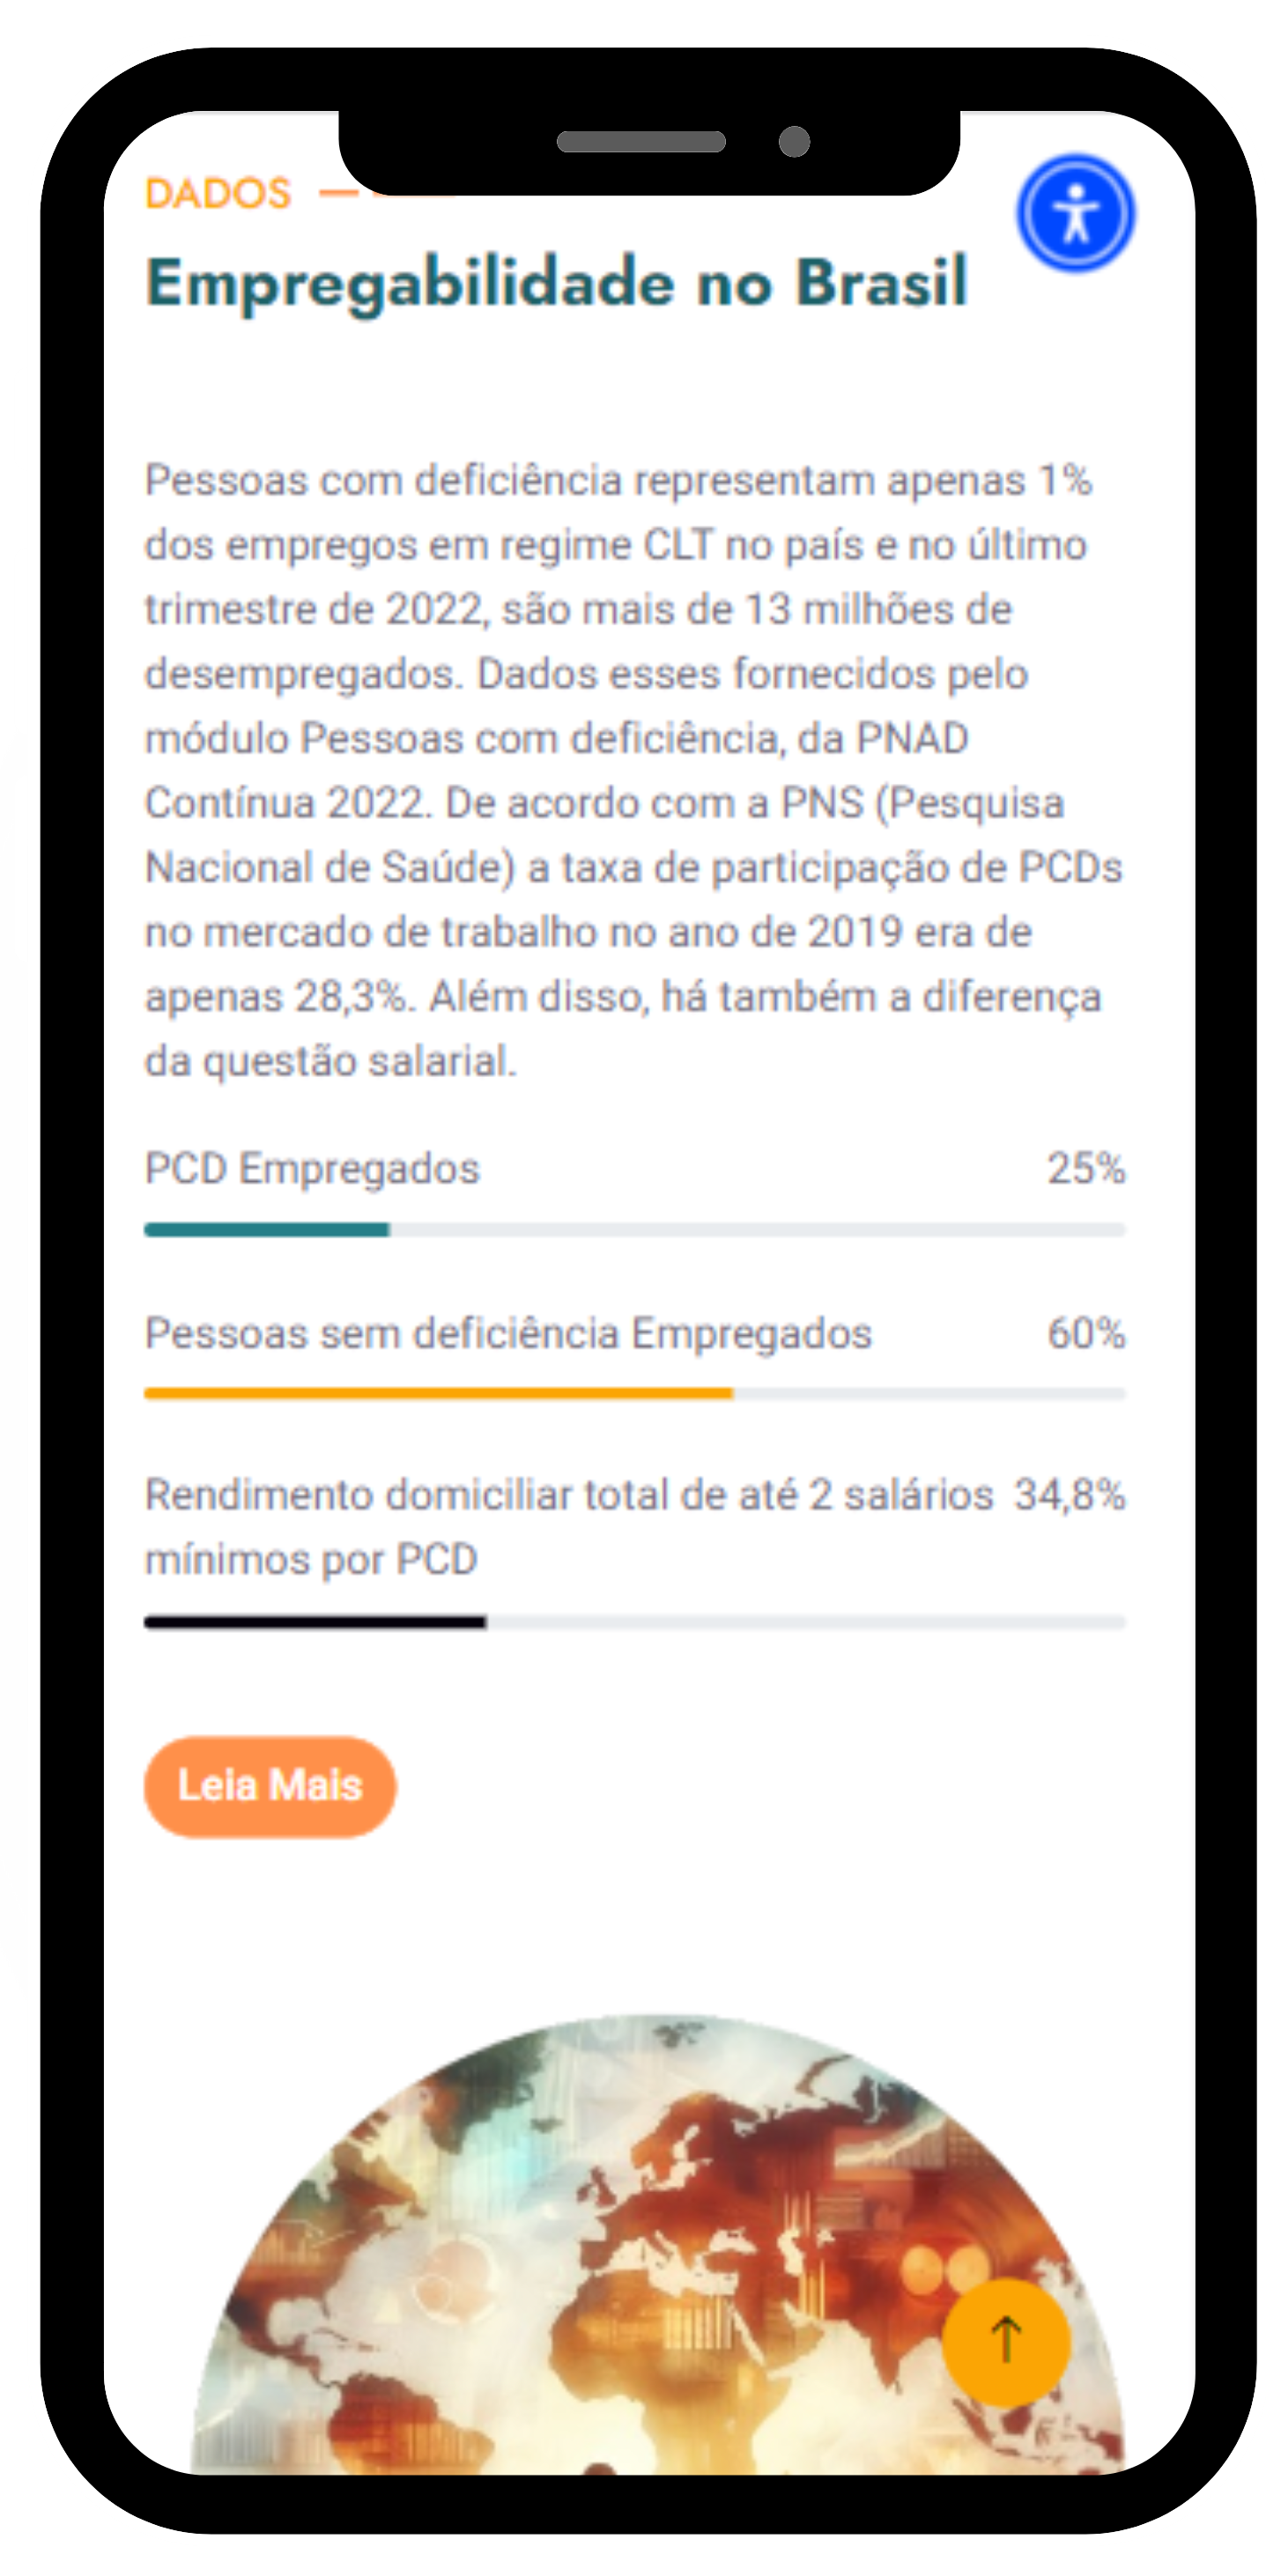 DADOS
Empregabilidade no Brasil
Pessoas com deficiência representam apenas 1%
dos empregos em regime CLT no país e no último
trimestre de 2022, são mais de 13 milhões de
desempregados. Dados esses fornecidos pelo
módulo Pessoas com deficiência, da PNAD
Contínua 2022. De acordo com a PNS (Pesquisa
Nacional de Saúde) a taxa de participação de PCDs
no mercado de trabalho no ano de 2019 era de
apenas 28,3%. Além disso, há também a diferença
da questão salarial.
PCD Empregados 25%
Pessoas sem deficiência Empregados 60%
Rendimento domiciliar total de até 2 salários 34,8%
mínimos por PCD
Leia Mais